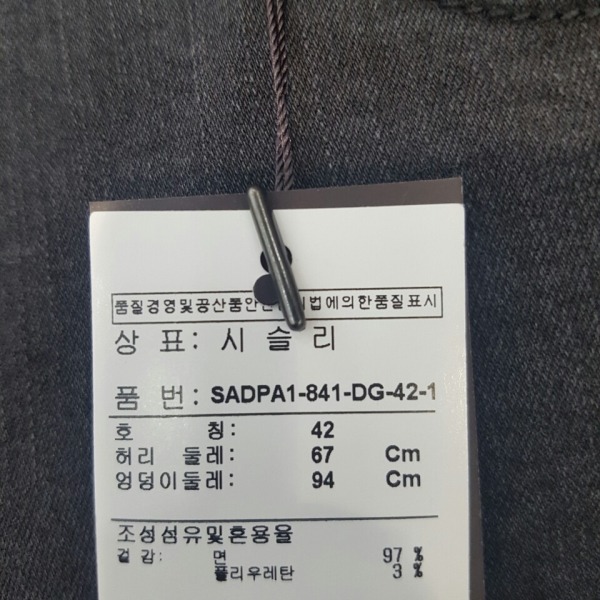 품질경영및공산품안 법에의한품질표시
상 표: 시 슬 리
품 번: SADPA1-841-DG-42-1
호 칭: 42
허리 둘레: 67 Cm
엉덩이둘레: 94 Cm
조성섬유및혼용율
겉감: 면 97 %
폴리우레탄 3 %